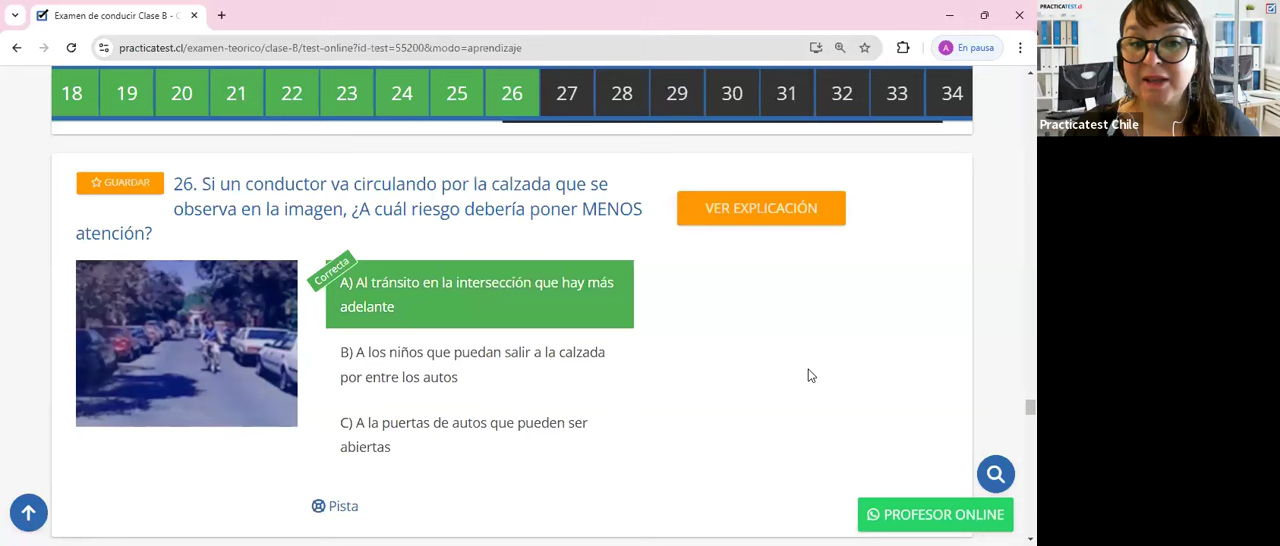 Examen de conducir Clase B - C
practicatest.cl/examen-teorico/clase-B/test-online?id-test=55200&modo=aprendizaje
A
En pausa
PRACTICATEST.cl
Practicatest Chile
18 19 20 21 22 23 24 25 26 27 28 29 30 31 32 33 34
GUARDAR
26. Si un conductor va circulando por la calzada que se
observa en la imagen, ¿A cuál riesgo debería poner MENOS
atención?
VER EXPLICACIÓN
Correcta
A) Al tránsito en la intersección que hay más
adelante
B) A los niños que puedan salir a la calzada
por entre los autos
C) A la puertas de autos que pueden ser
abiertas
Pista
PROFESOR ONLINE